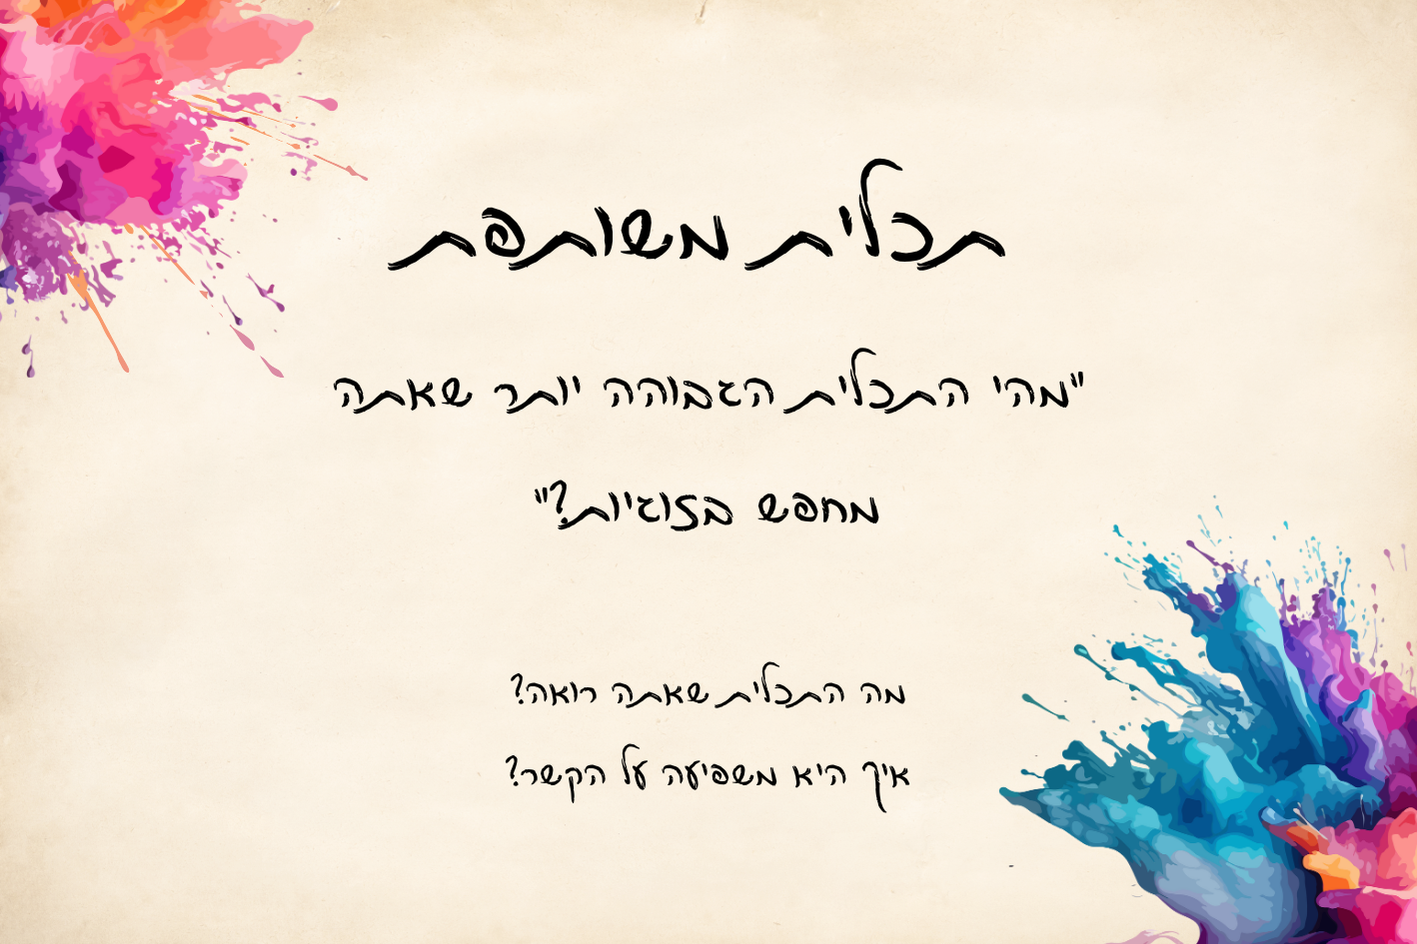 תכלית משותפת
"מהי התכלית הגבוהה יותר שאתה
מחפש בזוגיות?"
מה התכלית שאתה רואה?
איך היא משפיעה על הקשר?